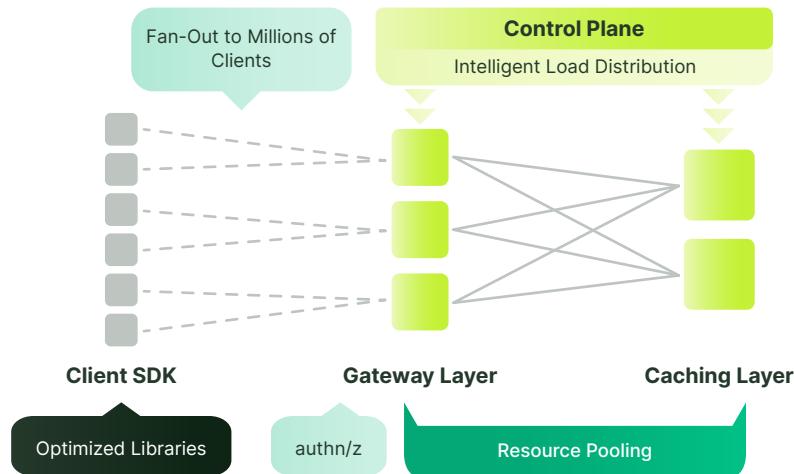 Fan-Out to Millions of
Clients
Control Plane
Intelligent Load Distribution
Client SDK
Gateway Layer
Caching Layer
Optimized Libraries
authn/z
Resource Pooling